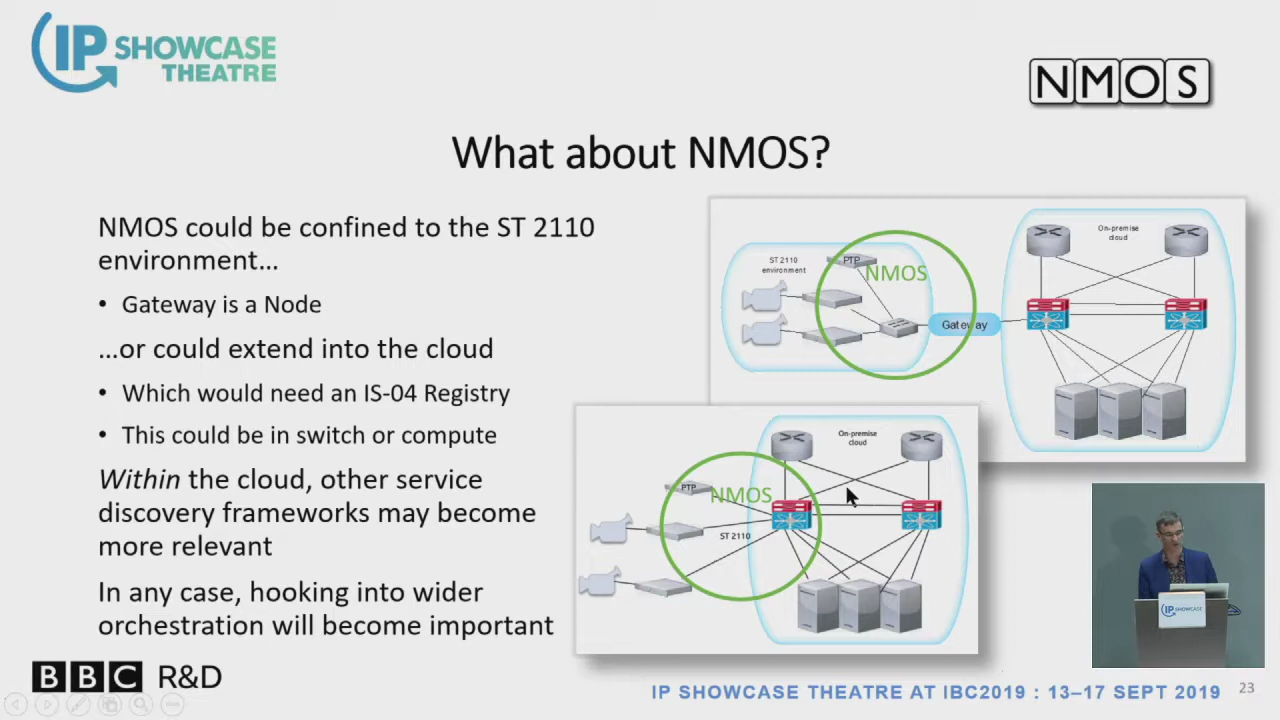 IP SHOWCASE
THEATRE
NMOS
What about NMOS?
NMOS could be confined to the ST 2110
environment...
• Gateway is a Node
...or could extend into the cloud
• Which would need an IS-04 Registry
• This could be in switch or compute
Within the cloud, other service
discovery frameworks may become
more relevant
In any case, hooking into wider
orchestration will become important
ST 2110
environment
PTP
NMOS
Gateway
On-premise
cloud
PTP
NMOS
ST 2110
On-premise
cloud
IP SHOWCASE
BBC R&D
IP SHOWCASE THEATRE AT IBC2019 : 13–17 SEPT 2019
23